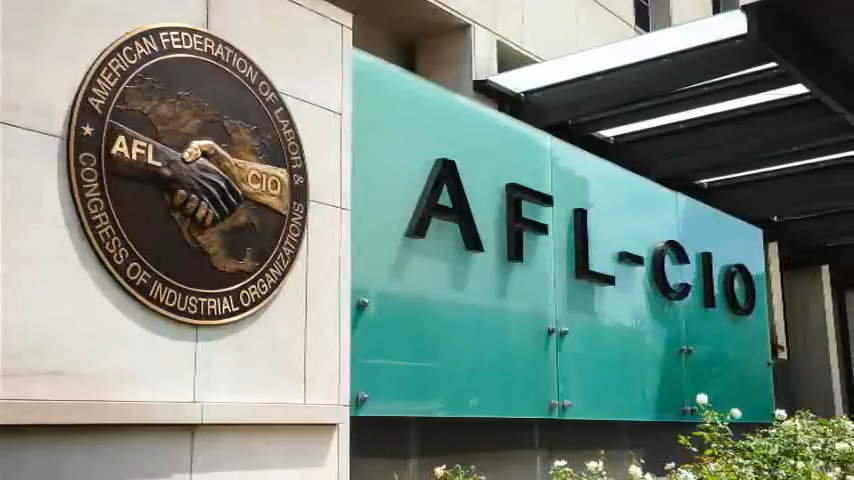 AMERICAN FEDERATION OF LABOR &
CONGRESS OF INDUSTRIAL ORGANIZATIONS
AFL
CIO
AFL-CIO